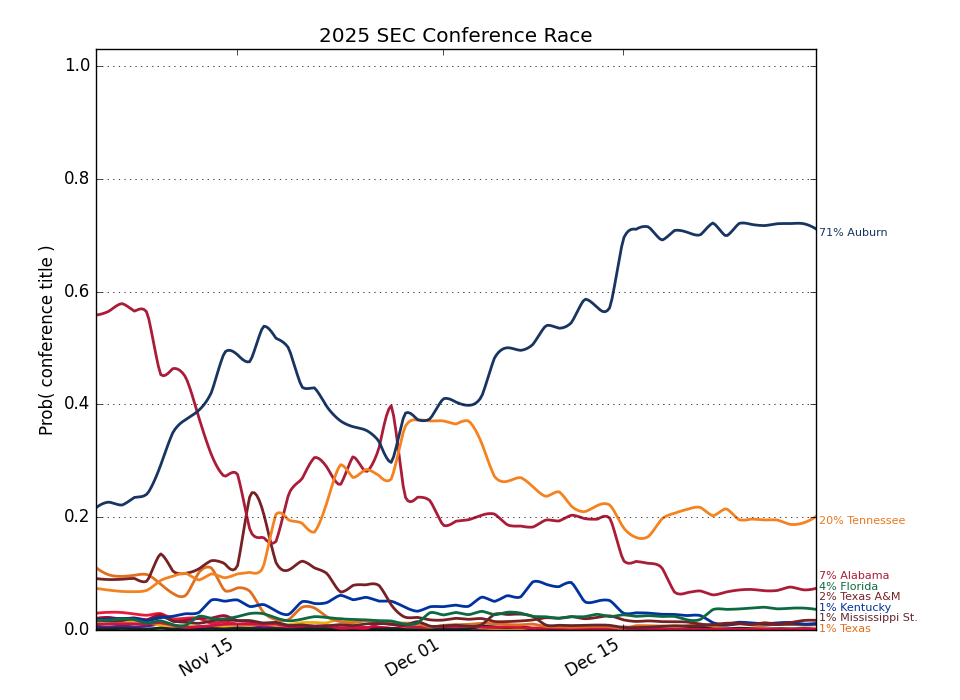 2025 SEC Conference Race
Prob( conference title )
1.0
0.8
0.6
0.4
0.2
0.0
Nov 15
Dec 01
Dec 15
71% Auburn
20% Tennessee
7% Alabama
4% Florida
2% Texas A&M
1% Kentucky
1% Mississippi St.
1% Texas